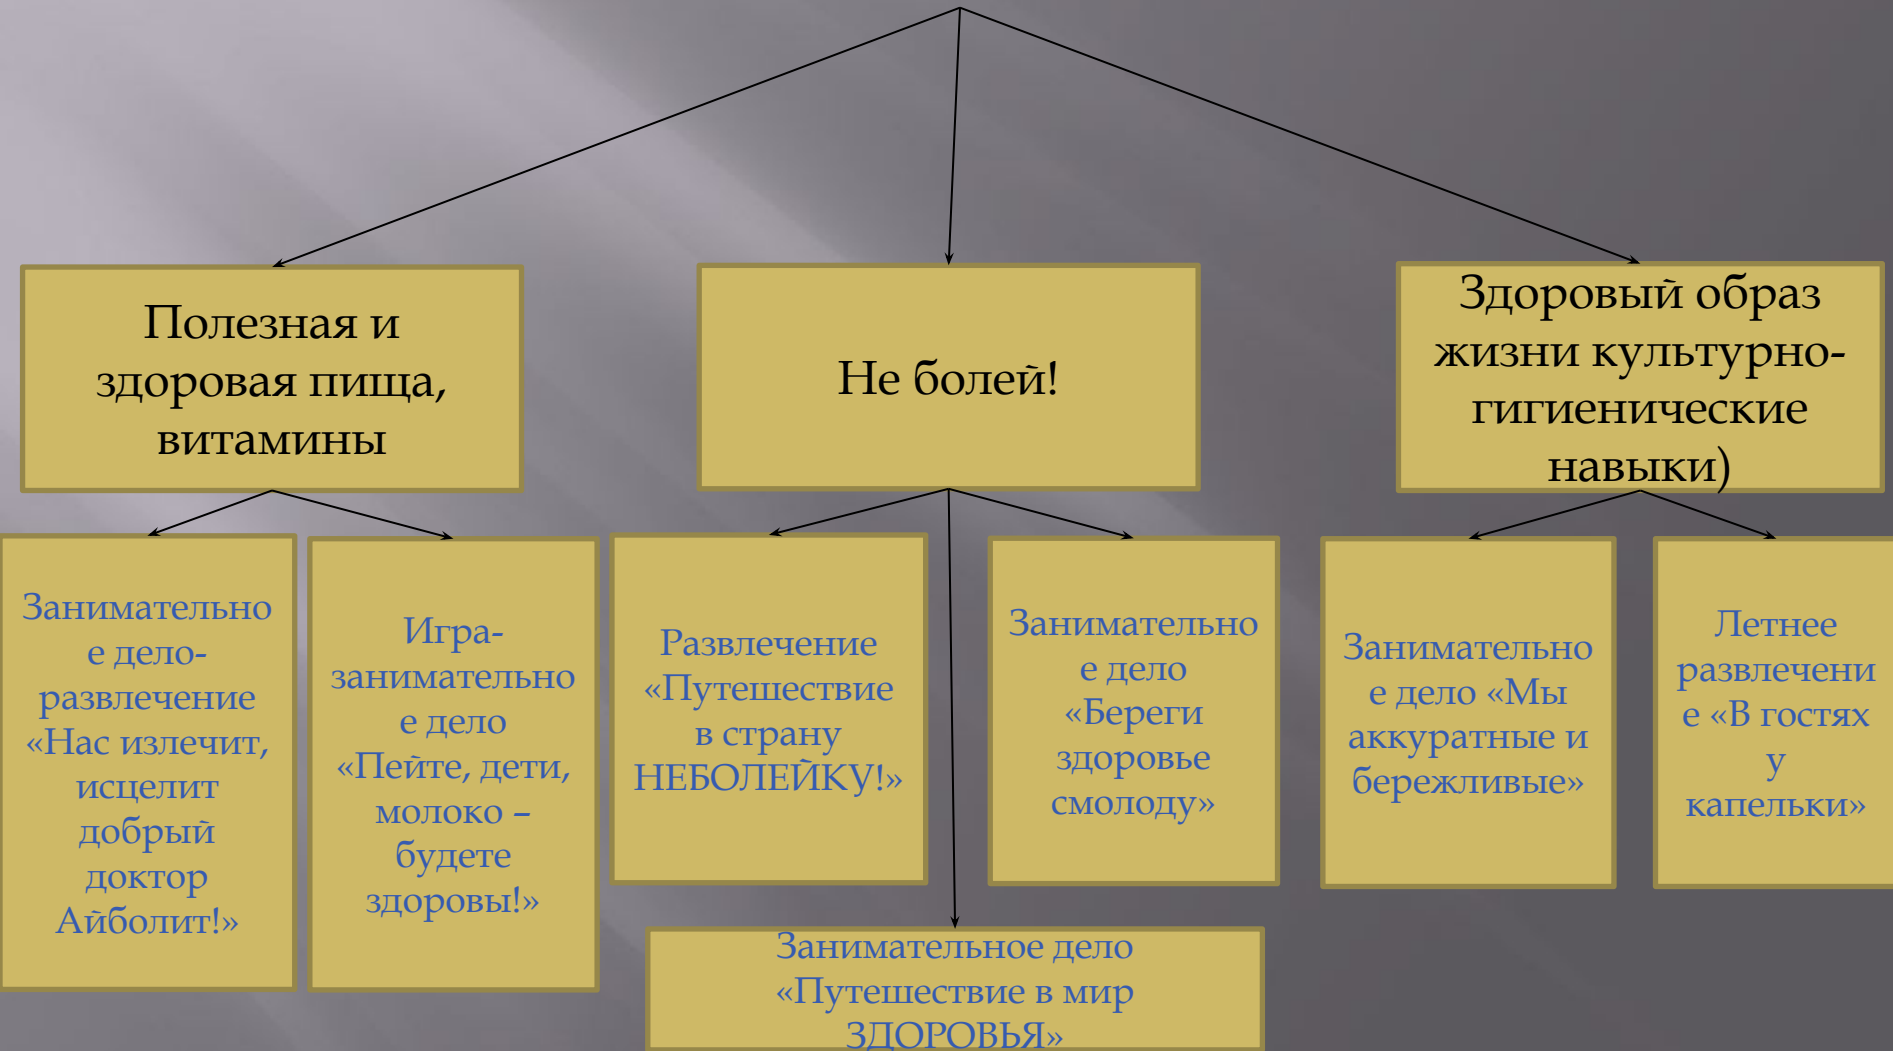 Полезная и
здоровая пища,
витамины
Не болей!
Здоровый образ
жизни культурно-
гигиенические
навыки)
Занимательно
е дело-
развлечение
«Нас излечит,
исцелит
добрый
доктор
Айболит!»
Игра-
занимательно
е дело
«Пейте, дети,
молоко –
будете
здоровы!»
Развлечение
«Путешествие
в страну
НЕБОЛЕЙКУ!»
Занимательно
е дело
«Береги
здоровье
смолоду»
Занимательно
е дело «Мы
аккуратные и
бережливые»
Летнее
развлечени
е «В гостях
у
капельки»
Занимательное дело
«Путешествие в мир
ЗДОРОВЬЯ»